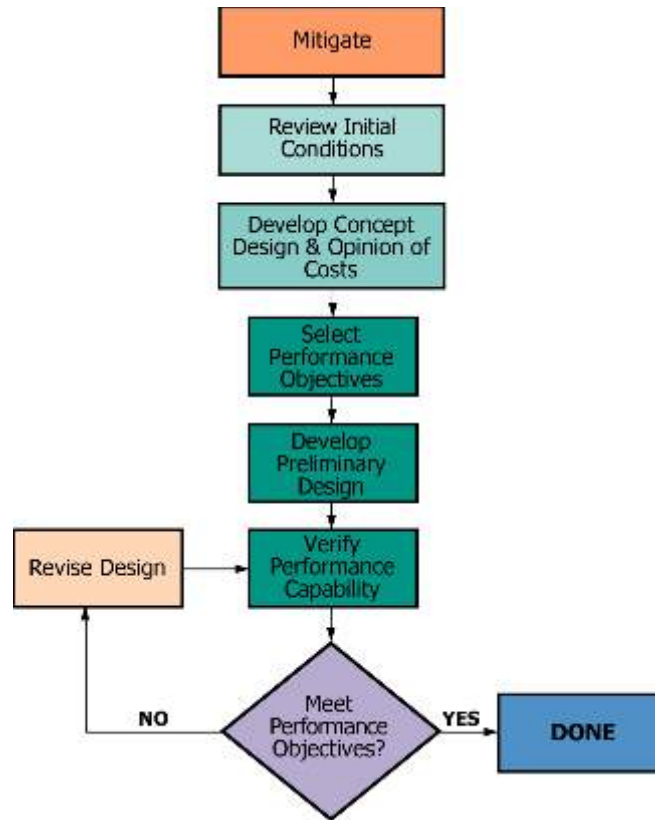 Mitigate
Review Initial
Conditions
Develop Concept
Design & Opinion of
Costs
Select
Performance
Objectives
Develop
Preliminary
Design
Revise Design
Verify
Performance
Capability
Meet
Performance
Objectives?
NO
YES
DONE